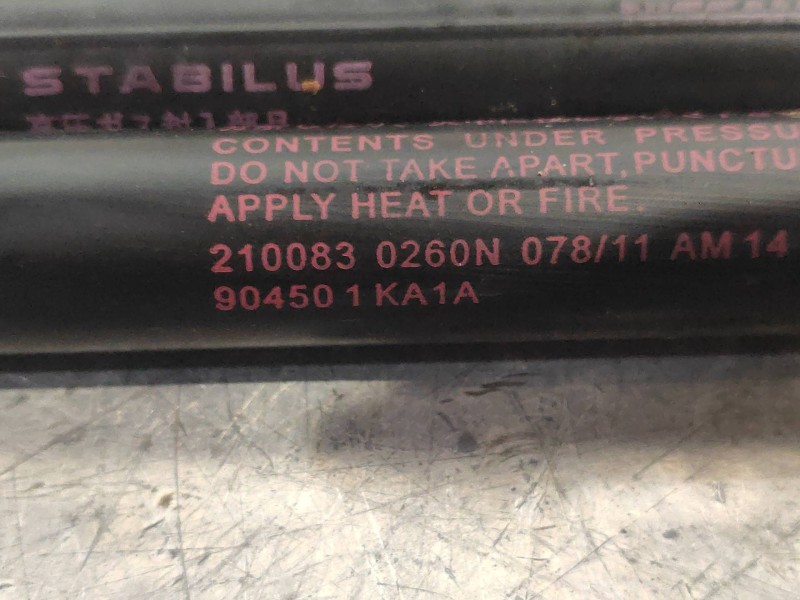 STABILUS
CONTENTS UNDER PRESSU
DO NOT TAKE APART, PUNCTU
APPLY HEAT OR FIRE.
210083 0260N 078/11 AM 14
90450 1KA1A